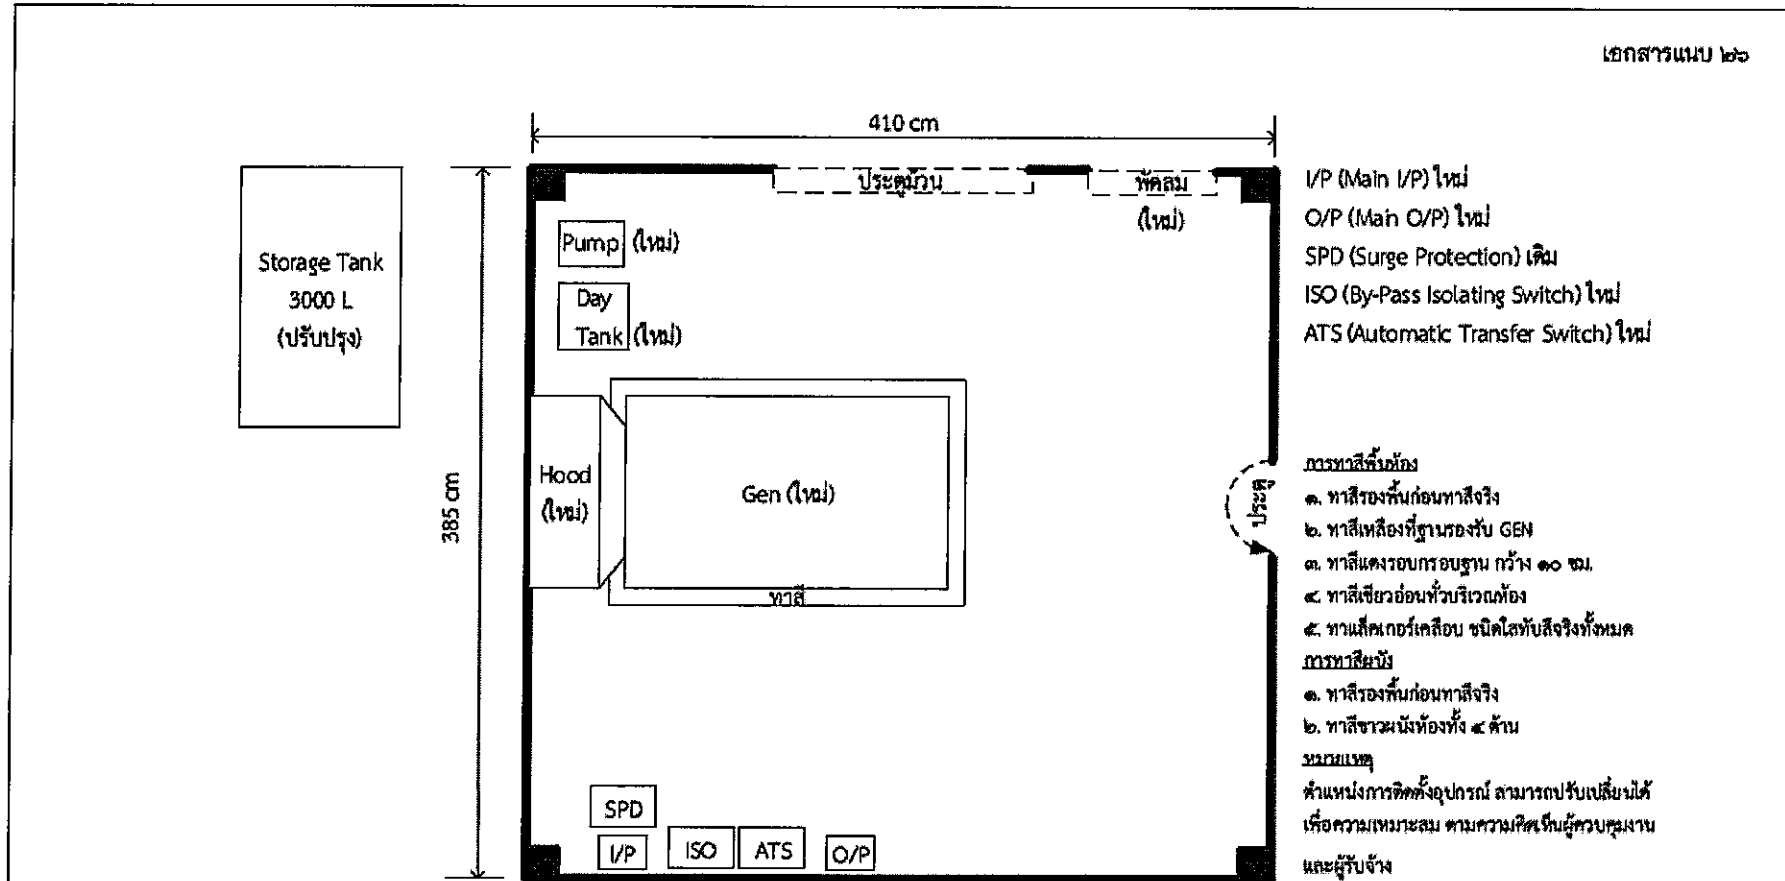 เอกสารแนบ ๒๖
410 cm
Storage Tank
3000 L
(ปรับปรุง)
385 cm
ประตูม้วน
พัดลม
(ใหม่)
Pump (ใหม่)
Day
Tank (ใหม่)
Hood
(ใหม่)
Gen (ใหม่)
ทาสี
ประตู
SPD
I/P
ISO
ATS
O/P
I/P (Main I/P) ใหม่
O/P (Main O/P) ใหม่
SPD (Surge Protection) เดิม
ISO (By-Pass Isolating Switch) ใหม่
ATS (Automatic Transfer Switch) ใหม่
การทาสีพื้นห้อง
๑. ทาสีรองพื้นก่อนทาสีจริง
๒. ทาสีเหลืองที่ฐานรองรับ GEN
๓. ทาสีแดงรอบกรอบฐาน กว้าง ๑๐ ซม.
๔. ทาสีเขียวอ่อนทั่วบริเวณห้อง
๕. ทาแล็คเกอร์เคลือบ ชนิดใสทับสีจริงทั้งหมด
การทาสีผนัง
๑. ทาสีรองพื้นก่อนทาสีจริง
๒. ทาสีขาวผนังห้องทั้ง ๔ ด้าน
หมายเหตุ
ตำแหน่งการติดตั้งอุปกรณ์ สามารถปรับเปลี่ยนได้
เพื่อความเหมาะสม ตามความคิดเห็นผู้ควบคุมงาน
และผู้รับจ้าง